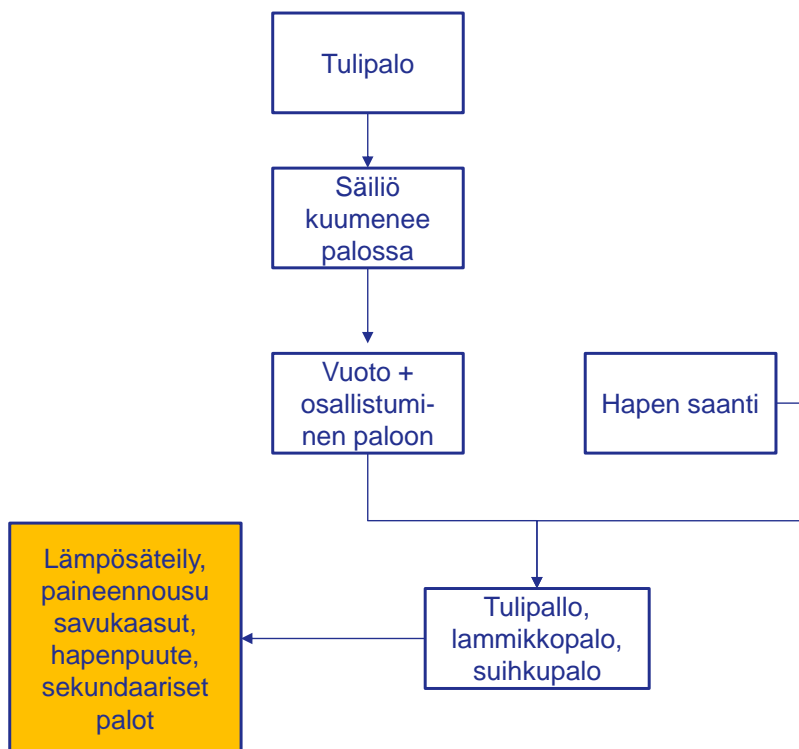 Tulipalo
Säiliö
kuumenee
palossa
Vuoto +
osallistumi-
nen paloon
Hapen saanti
Lämpösäteily,
paineennousu
savukaasut,
hapenpuute,
sekundaariset
palot
Tulipallo,
lammikkopalo,
suihkupalo